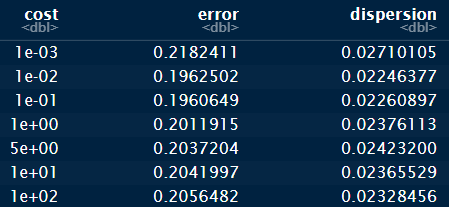 cost error dispersion
<dbl> <dbl> <dbl>
1e-03 0.2182411 0.02710105
1e-02 0.1962502 0.02246377
1e-01 0.1960649 0.02260897
1e+00 0.2011915 0.02376113
5e+00 0.2037204 0.02423200
1e+01 0.2041997 0.02365529
1e+02 0.2056482 0.02328456